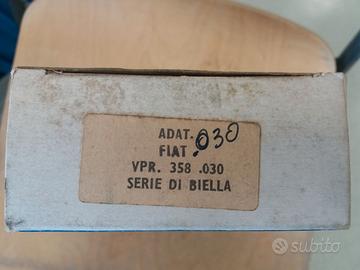 ADAT. .030
FIAT.
VPR. 358 .030
SERIE DI BIELLA
subito